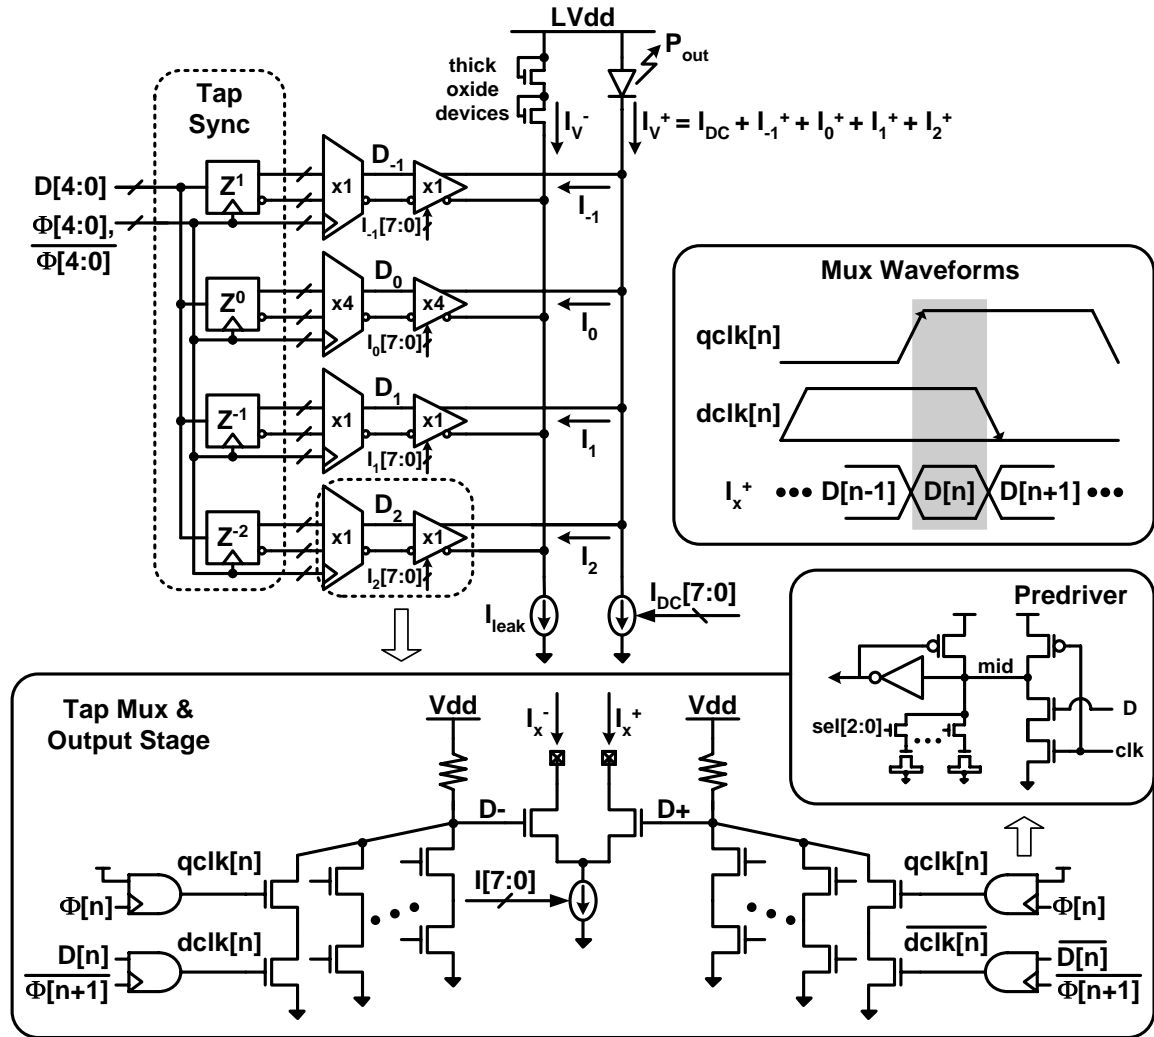 LVdd
P_out
thick
oxide
devices
I_V^-
I_V^+ = I_DC + I_-1^+ + I_0^+ + I_1^+ + I_2^+
Tap
Sync
D[4:0]
Φ[4:0],
Φ̅[̅4̅:̅0̅]̅
Z^1
x1
D_-1
x1
I_-1[7:0]
I_-1
Z^0
x4
D_0
x4
I_0[7:0]
I_0
Z^-1
x1
D_1
x1
I_1[7:0]
I_1
Z^-2
x1
D_2
x1
I_2[7:0]
I_2
I_leak
I_DC[7:0]
Mux Waveforms
qclk[n]
dclk[n]
I_x^+ ••• D[n-1] D[n] D[n+1] •••
Predriver
mid
sel[2:0]
D
clk
Tap Mux &
Output Stage
Vdd
I_x^-
I_x^+
Vdd
D-
D+
I[7:0]
qclk[n]
Φ[n]
D[n]
dclk[n]
Φ̅[̅n̅+̅1̅]̅
qclk[n]
Φ[n]
d̅c̅l̅k̅[̅n̅]̅
D̅[̅n̅]̅
Φ̅[̅n̅+̅1̅]̅